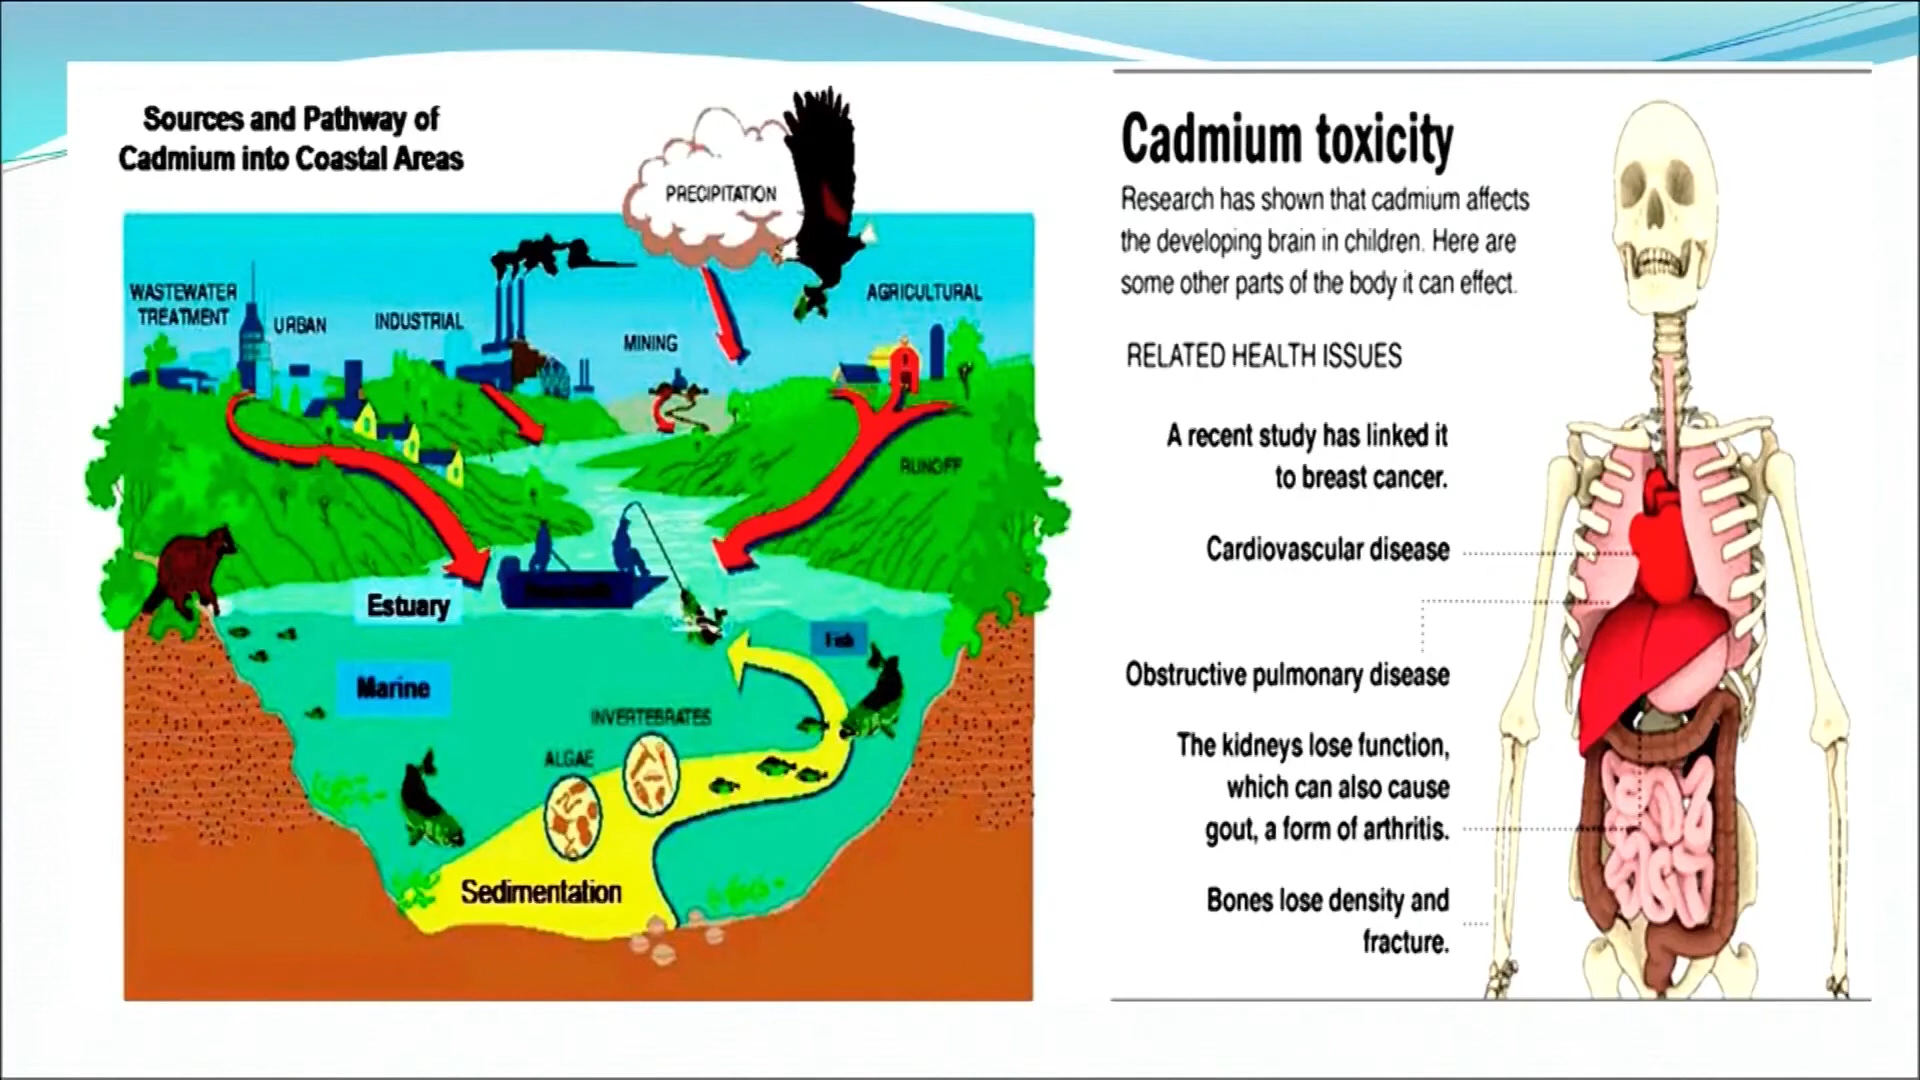 Sources and Pathway of
Cadmium into Coastal Areas
PRECIPITATION
WASTEWATER
TREATMENT
URBAN
INDUSTRIAL
MINING
AGRICULTURAL
RUNOFF
Estuary
Fish
Marine
INVERTEBRATES
ALGAE
Sedimentation
Cadmium toxicity
Research has shown that cadmium affects
the developing brain in children. Here are
some other parts of the body it can effect.
RELATED HEALTH ISSUES
A recent study has linked it
to breast cancer.
Cardiovascular disease
Obstructive pulmonary disease
The kidneys lose function,
which can also cause
gout, a form of arthritis.
Bones lose density and
fracture.